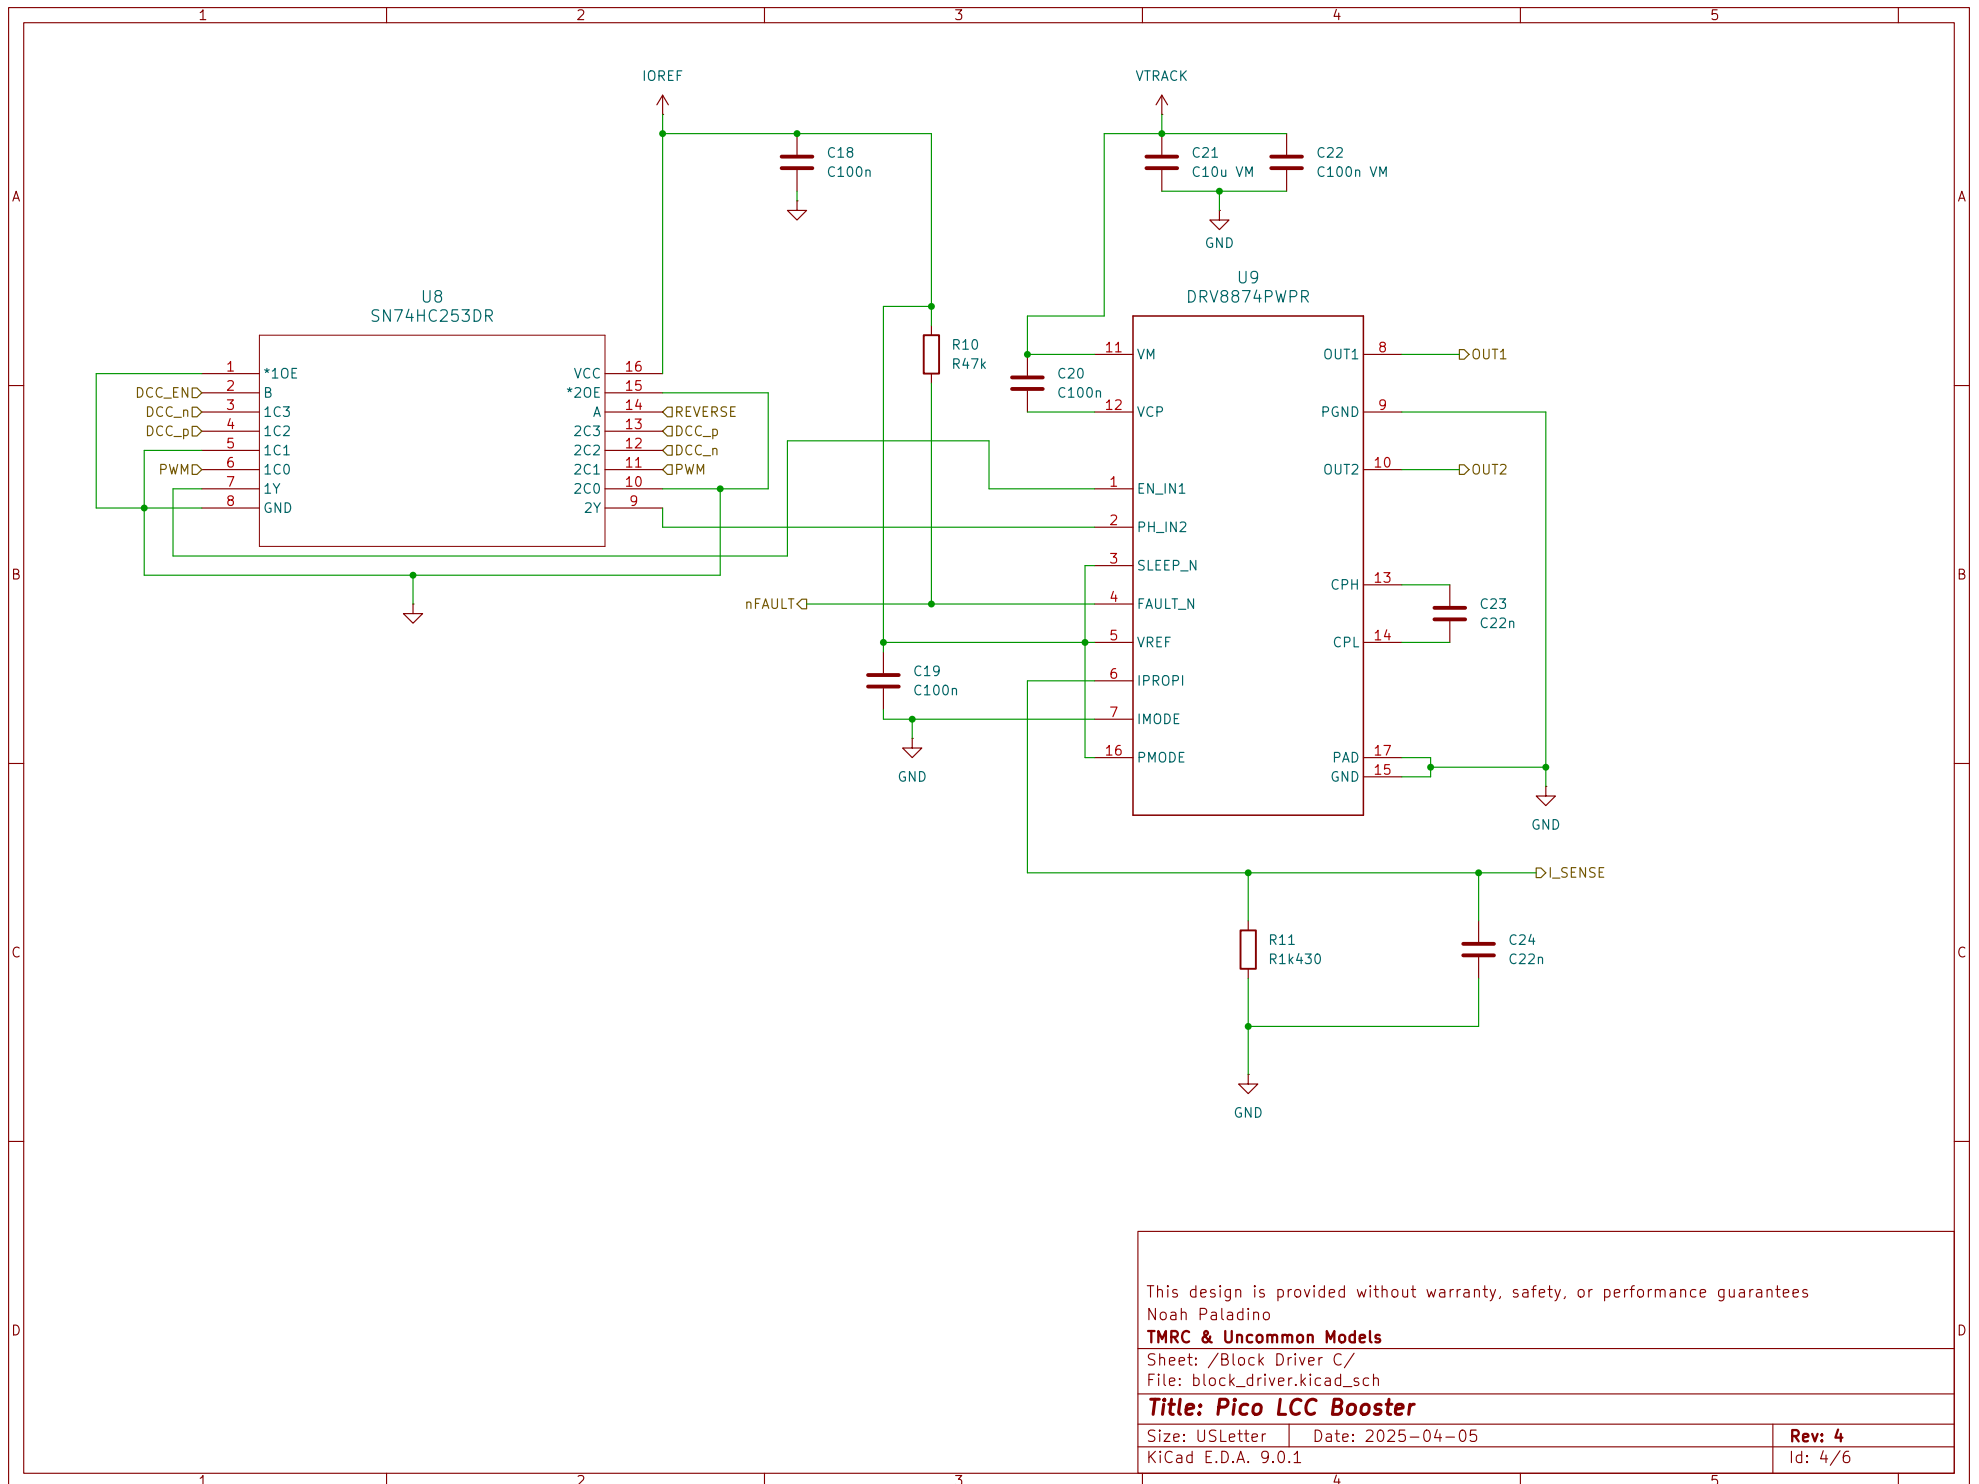 1 2 3 4 5
IOREF
VTRACK
C18
C100n
C21
C10u VM
C22
C100n VM
A
A
GND
U9
DRV8874PWPR
U8
SN74HC253DR
R10
R47k
11 VM
OUT1 8
OUT1
C20
C100n
12 VCP
PGND 9
OUT2 10
OUT2
1 *1OE
DCC_EN 2 B
DCC_n 3 1C3
DCC_p 4 1C2
5 1C1
PWM 6 1C0
7 1Y
8 GND
VCC 16
*2OE 15
A 14 REVERSE
2C3 13 DCC_p
2C2 12 DCC_n
2C1 11 PWM
2C0 10
2Y 9
1 EN_IN1
2 PH_IN2
3 SLEEP_N
nFAULT
4 FAULT_N
5 VREF
6 IPROPI
7 IMODE
16 PMODE
B
B
CPH 13
C23
C22n
CPL 14
C19
C100n
GND
PAD 17
GND 15
GND
I_SENSE
R11
R1k430
C24
C22n
C
C
GND
This design is provided without warranty, safety, or performance guarantees
Noah Paladino
TMRC & Uncommon Models
Sheet: /Block Driver C/
File: block_driver.kicad_sch
Title: Pico LCC Booster
Size: USLetter Date: 2025-04-05 Rev: 4
KiCad E.D.A. 9.0.1 Id: 4/6
D
D
1 2 3 4 5